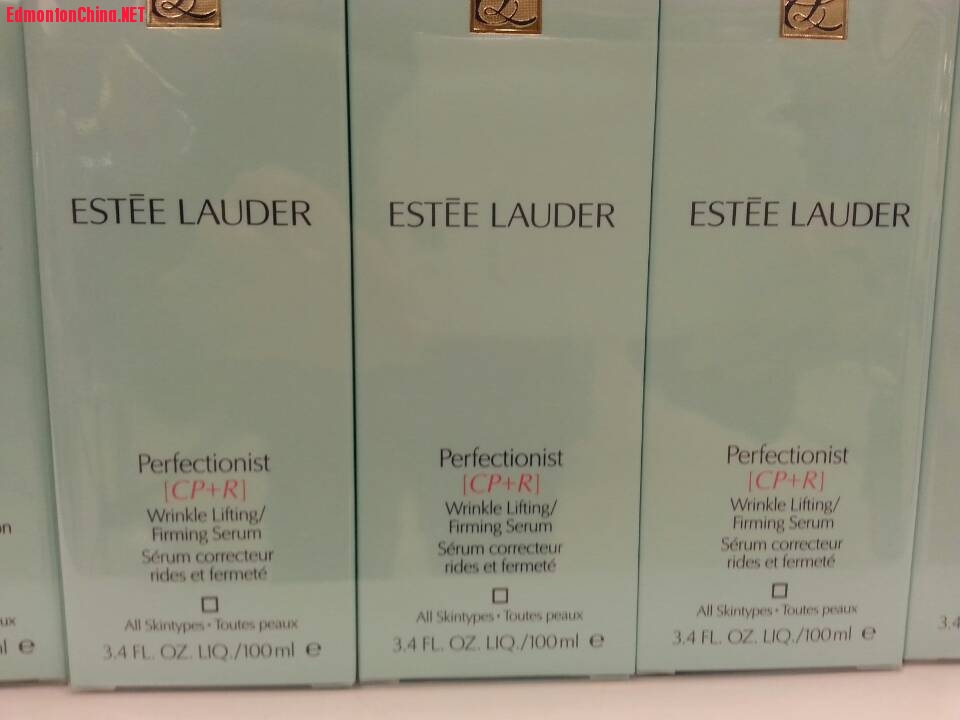 EdmontonChina.NET
ESTĒE LAUDER
Perfectionist
[CP+R]
Wrinkle Lifting/
Firming Serum
Sérum correcteur
rides et fermeté
All Skintypes • Toutes peaux
3.4 FL. OZ. LIQ./100ml ℮
ESTĒE LAUDER
Perfectionist
[CP+R]
Wrinkle Lifting/
Firming Serum
Sérum correcteur
rides et fermeté
All Skintypes • Toutes peaux
3.4 FL. OZ. LIQ./100ml ℮
ESTĒE LAUDER
Perfectionist
[CP+R]
Wrinkle Lifting/
Firming Serum
Sérum correcteur
rides et fermeté
All Skintypes • Toutes peaux
3.4 FL. OZ. LIQ./100ml ℮